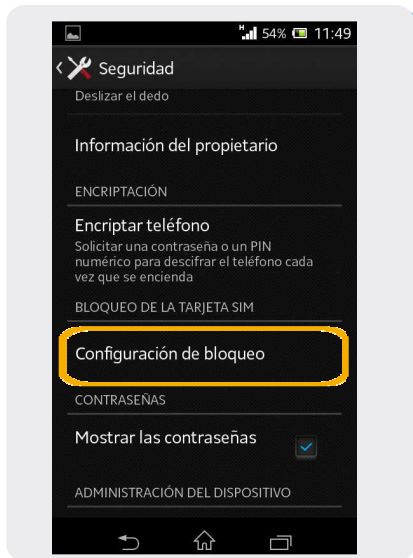 H 54% 11:49
Seguridad
Deslizar el dedo
Información del propietario
ENCRIPTACIÓN
Encriptar teléfono
Solicitar una contraseña o un PIN
numérico para descifrar el teléfono cada
vez que se encienda
BLOQUEO DE LA TARJETA SIM
Configuración de bloqueo
CONTRASEÑAS
Mostrar las contraseñas
ADMINISTRACIÓN DEL DISPOSITIVO